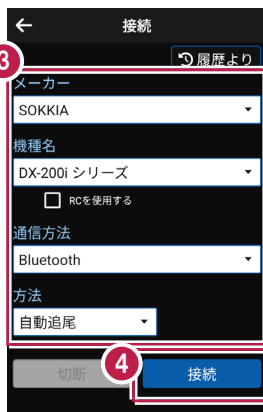 接続
履歴より
3
メーカー
SOKKIA
機種名
DX-200i シリーズ
RCを使用する
通信方法
Bluetooth
方法
自動追尾
切断
4
接続